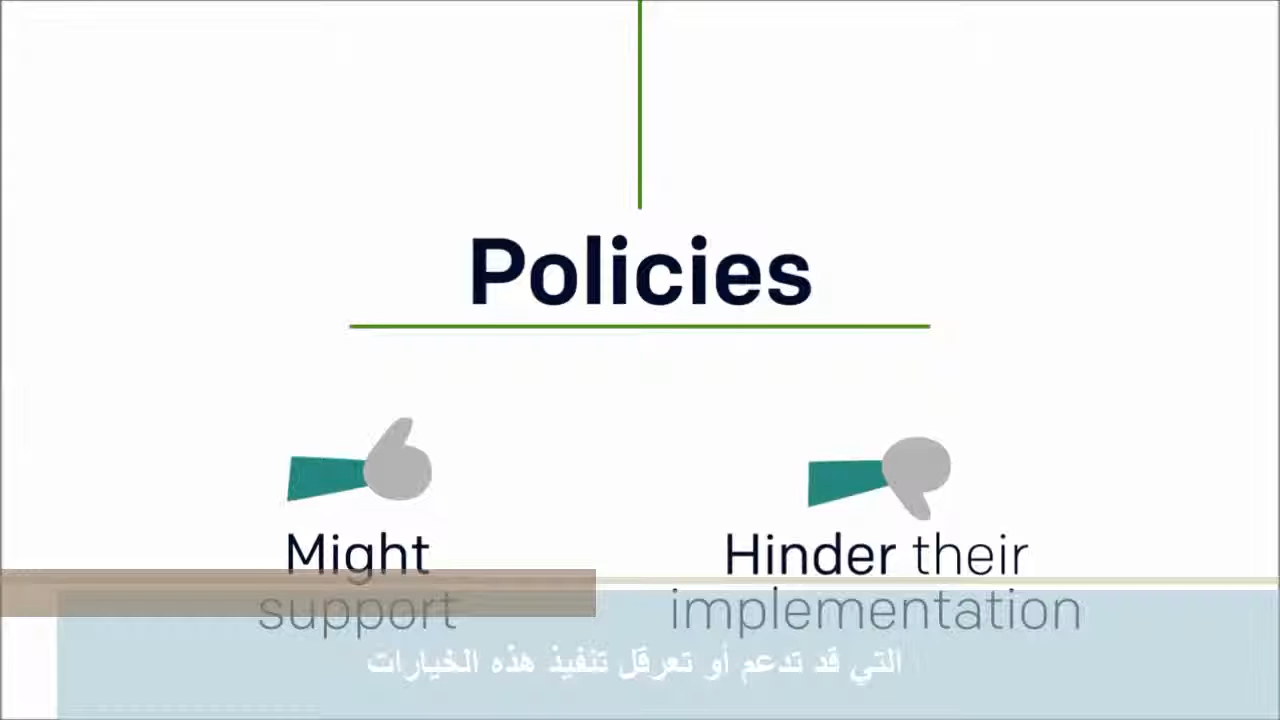 Policies
Might
support
Hinder their
implementation
التي قد تدعم أو تعرقل تنفيذ هذه الخيارات